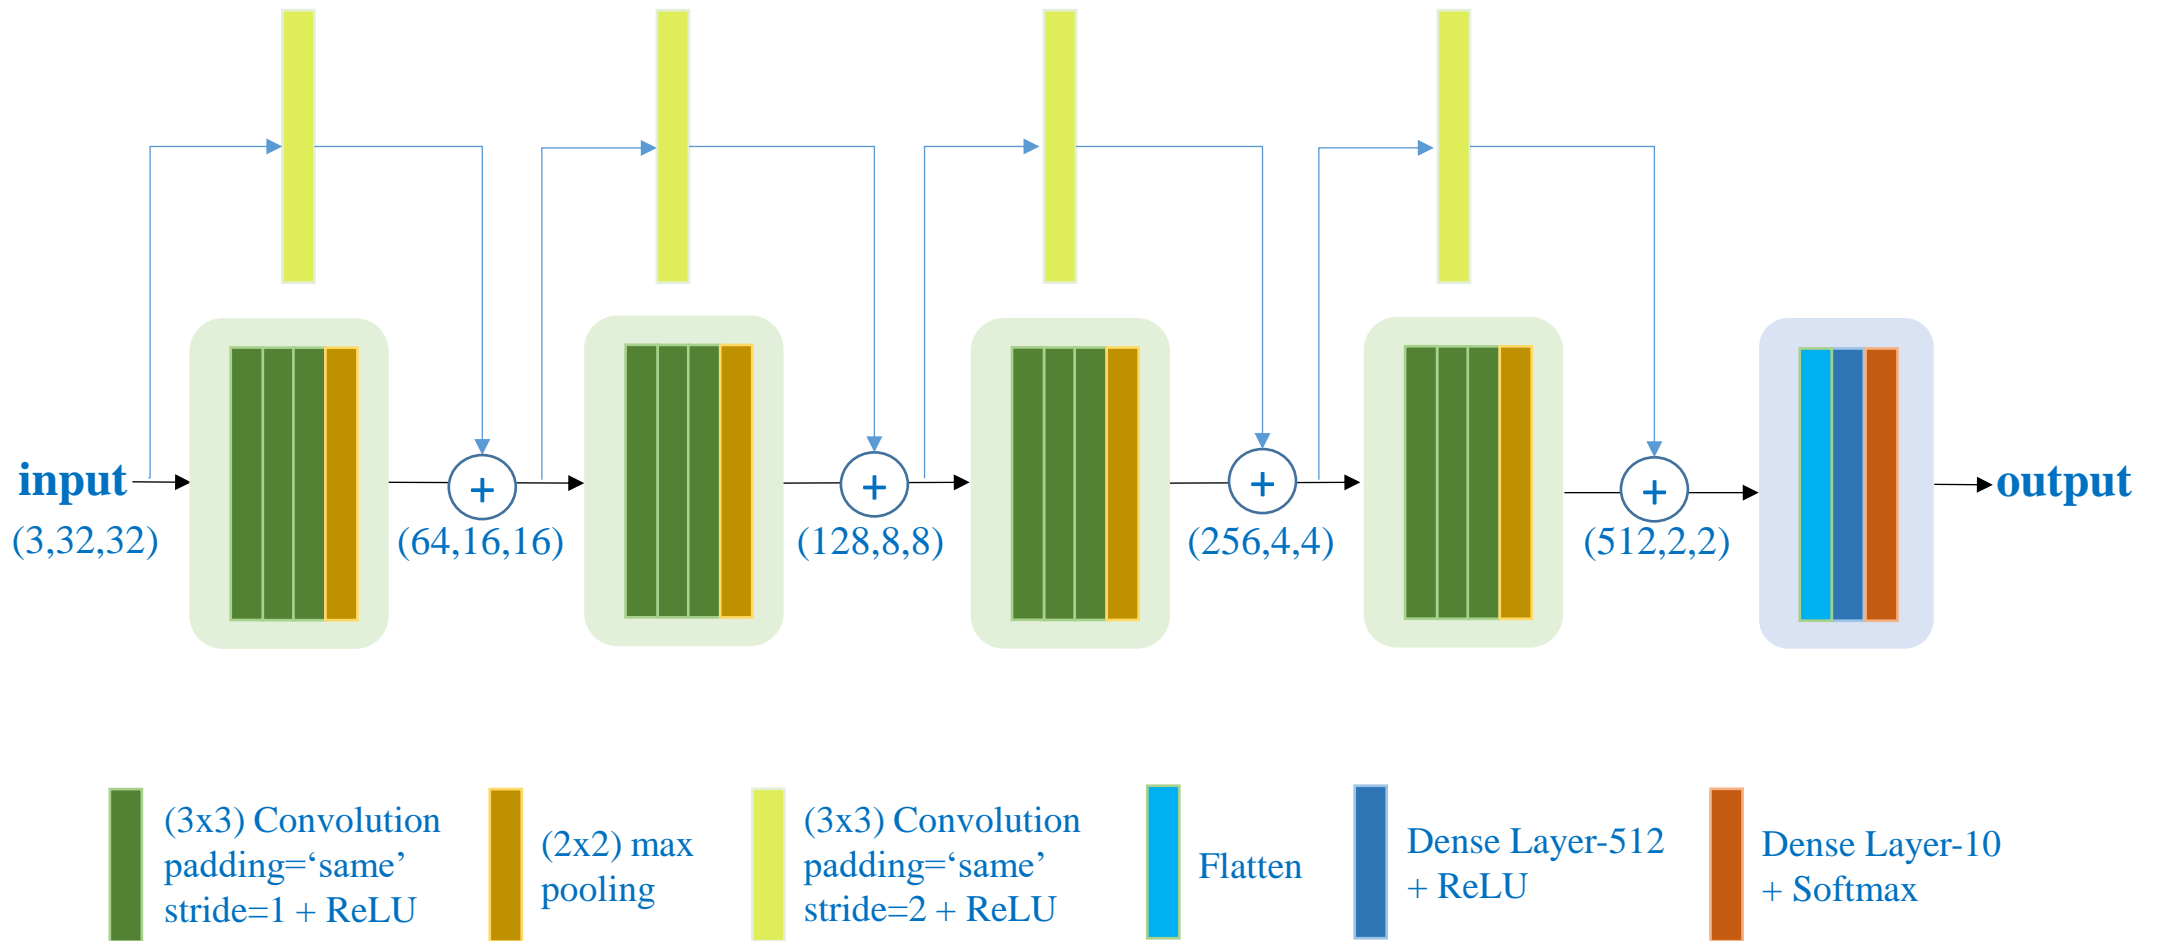 +
+
+
+
input
output
(3,32,32)
(64,16,16)
(128,8,8)
(256,4,4)
(512,2,2)
(3x3) Convolution
padding=‘same’
stride=1 + ReLU
(2x2) max
pooling
(3x3) Convolution
padding=‘same’
stride=2 + ReLU
Flatten
Dense Layer-512
+ ReLU
Dense Layer-10
+ Softmax